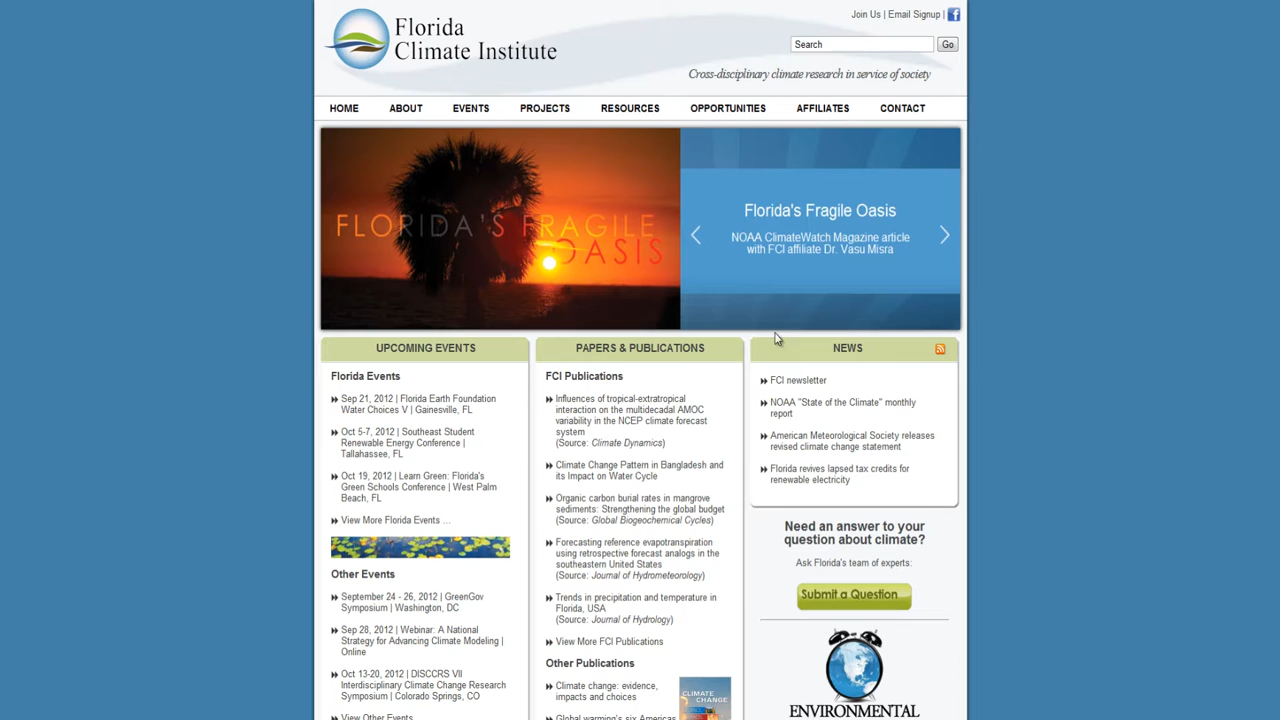 Join Us | Email Signup |
Florida
Climate Institute
Search
Go
Cross-disciplinary climate research in service of society
HOME
ABOUT
EVENTS
PROJECTS
RESOURCES
OPPORTUNITIES
AFFILIATES
CONTACT
FLORIDA'S FRAGILE
OASIS
Florida's Fragile Oasis
NOAA ClimateWatch Magazine article
with FCI affiliate Dr. Vasu Misra
UPCOMING EVENTS
Florida Events
Sep 21, 2012 | Florida Earth Foundation
Water Choices V | Gainesville, FL
Oct 5-7, 2012 | Southeast Student
Renewable Energy Conference |
Tallahassee, FL
Oct 19, 2012 | Learn Green: Florida's
Green Schools Conference | West Palm
Beach, FL
View More Florida Events ...
Other Events
September 24 - 26, 2012 | GreenGov
Symposium | Washington, DC
Sep 28, 2012 | Webinar: A National
Strategy for Advancing Climate Modeling |
Online
Oct 13-20, 2012 | DISCCRS VII
Interdisciplinary Climate Change Research
Symposium | Colorado Springs, CO
View Other Events
PAPERS & PUBLICATIONS
FCI Publications
Influences of tropical-extratropical
interaction on the multidecadal AMOC
variability in the NCEP climate forecast
system
(Source: Climate Dynamics)
Climate Change Pattern in Bangladesh and
its Impact on Water Cycle
Organic carbon burial rates in mangrove
sediments: Strengthening the global budget
(Source: Global Biogeochemical Cycles)
Forecasting reference evapotranspiration
using retrospective forecast analogs in the
southeastern United States
(Source: Journal of Hydrometeorology)
Trends in precipitation and temperature in
Florida, USA
(Source: Journal of Hydrology)
View More FCI Publications
Other Publications
Climate change: evidence,
impacts and choices
Global warming's six Americas
CLIMATE
CHANGE
NEWS
FCI newsletter
NOAA "State of the Climate" monthly
report
American Meteorological Society releases
revised climate change statement
Florida revives lapsed tax credits for
renewable electricity
Need an answer to your
question about climate?
Ask Florida's team of experts:
Submit a Question
ENVIRONMENTAL